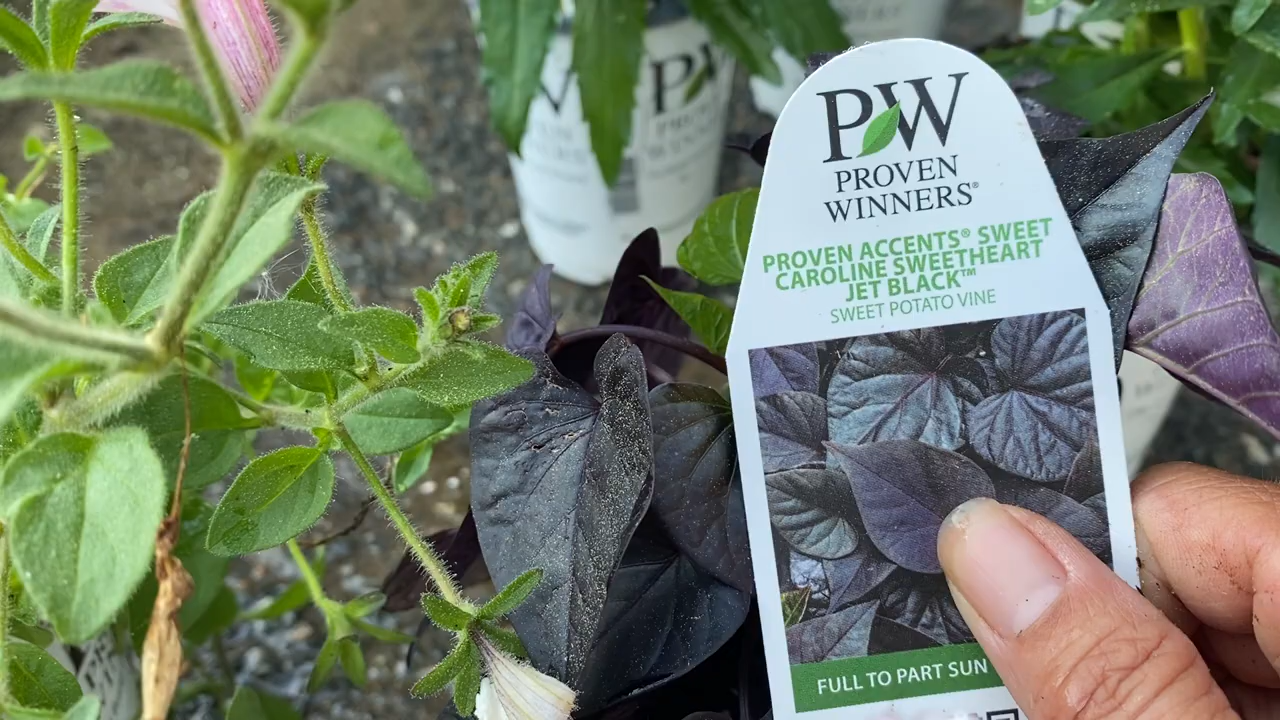 PW
PROVEN
WINNERS®
PROVEN ACCENTS® SWEET
CAROLINE SWEETHEART
JET BLACK™
SWEET POTATO VINE
FULL TO PART SUN